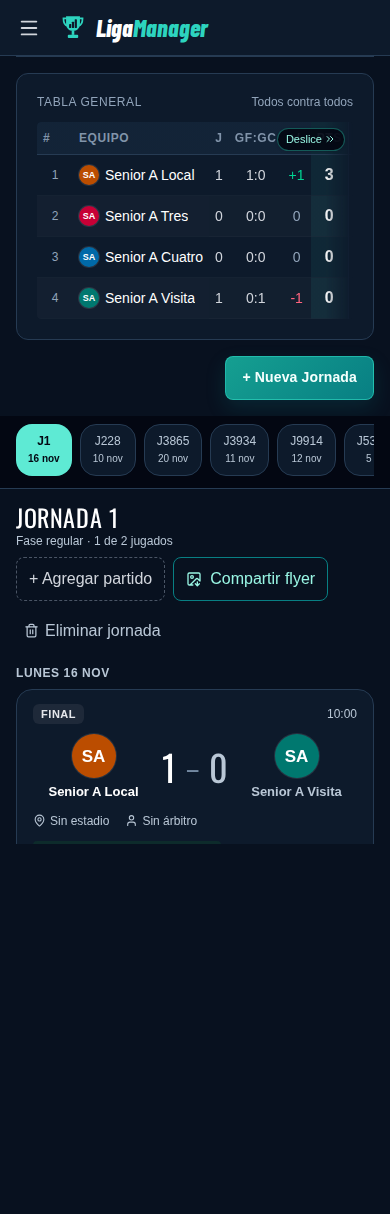 LigaManager
TABLA GENERAL Todos contra todos
# EQUIPO J GF:GC Deslice »
1 SA Senior A Local 1 1:0 +1 3
2 SA Senior A Tres 0 0:0 0 0
3 SA Senior A Cuatro 0 0:0 0 0
4 SA Senior A Visita 1 0:1 -1 0
+ Nueva Jornada
J1 J228 J3865 J3934 J9914 J53
16 nov 10 nov 20 nov 11 nov 12 nov 5
JORNADA 1
Fase regular · 1 de 2 jugados
+ Agregar partido Compartir flyer
Eliminar jornada
LUNES 16 NOV
FINAL 10:00
SA 1 – 0 SA
Senior A Local Senior A Visita
Sin estadio Sin árbitro